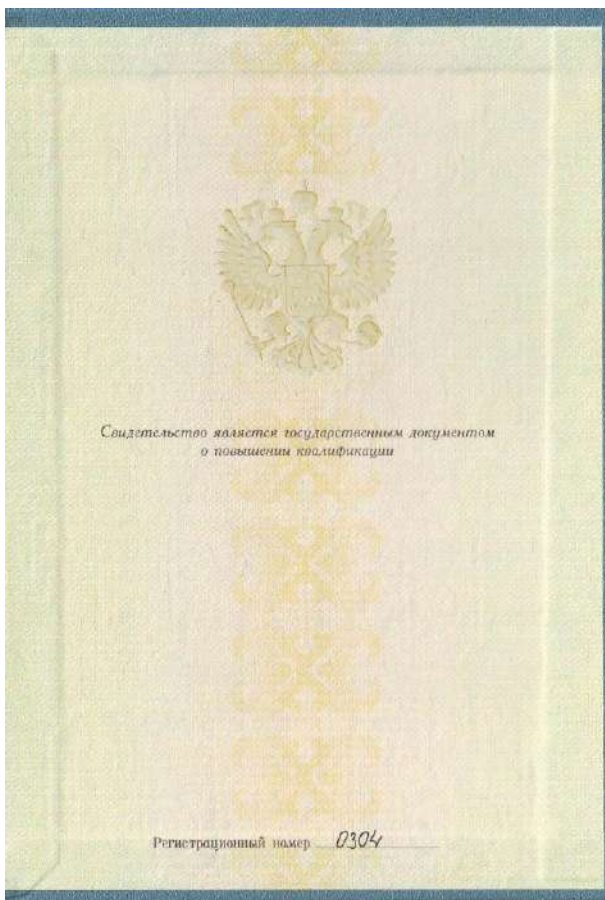 Свидетельство является государственным документом
о повышении квалификации
Регистрационный номер 0304